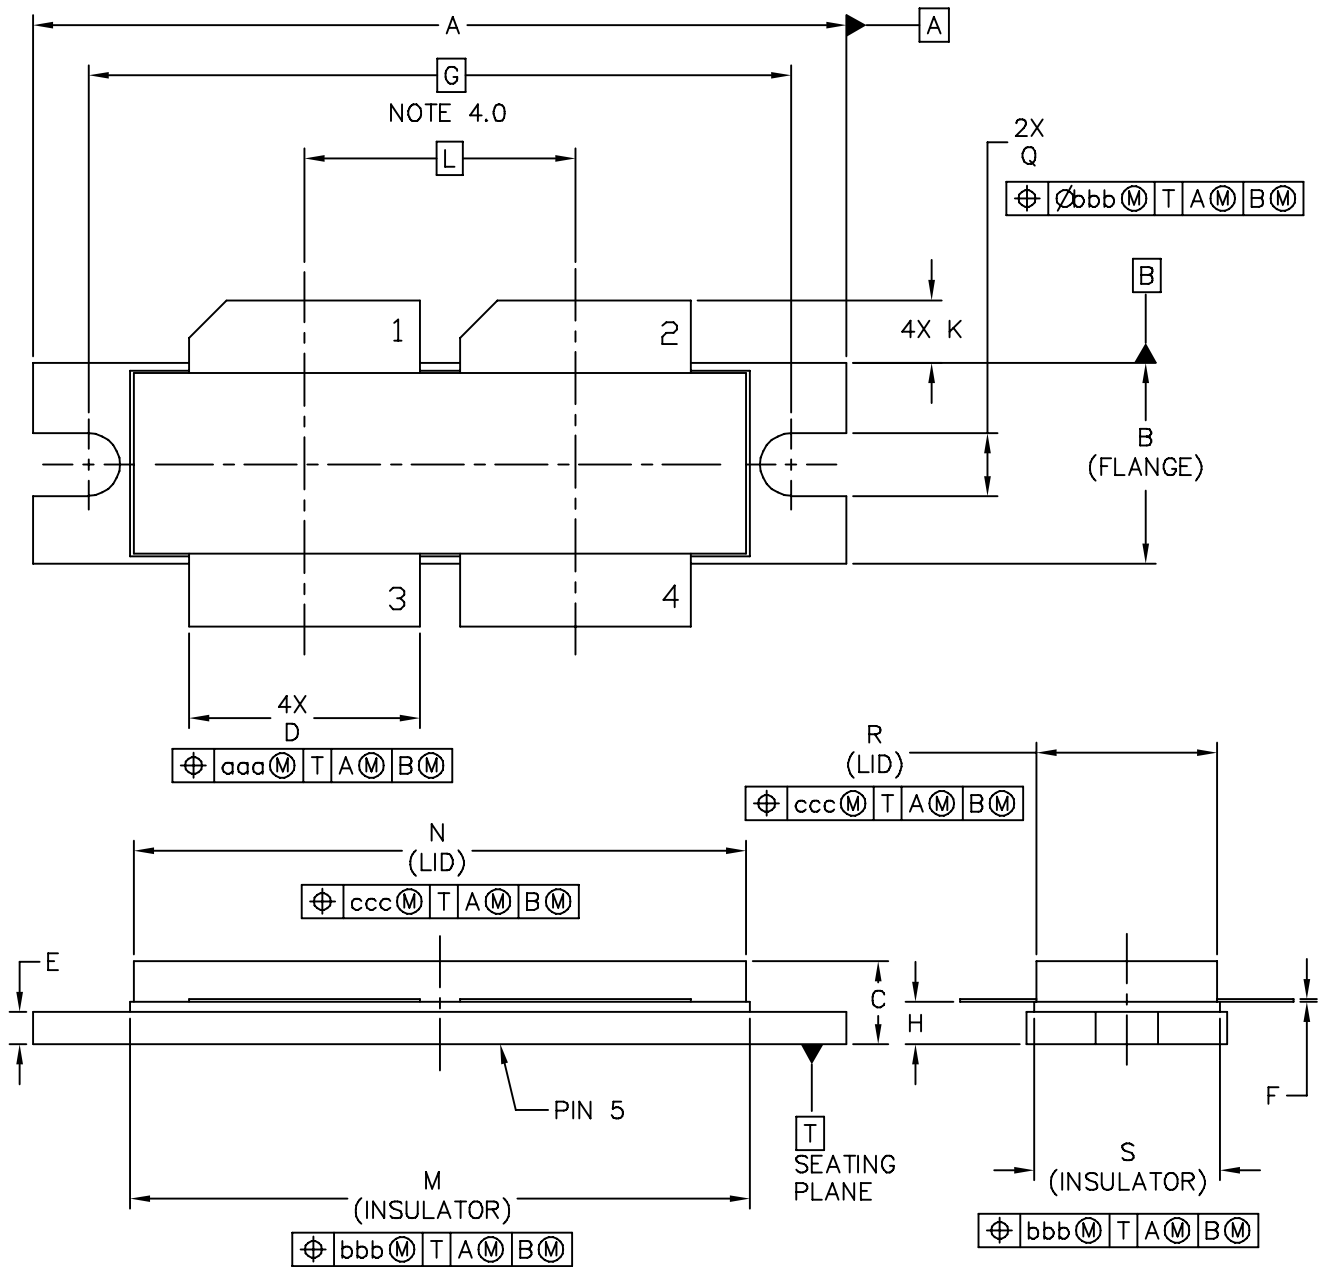 A
A
G
NOTE 4.0
L
2X
Q
⌖ Øbbb Ⓜ T A Ⓜ B Ⓜ
B
1
2
4X K
B
(FLANGE)
3
4
4X
D
⌖ aaa Ⓜ T A Ⓜ B Ⓜ
R
(LID)
⌖ ccc Ⓜ T A Ⓜ B Ⓜ
N
(LID)
⌖ ccc Ⓜ T A Ⓜ B Ⓜ
E
C
H
F
PIN 5
T
SEATING
PLANE
M
(INSULATOR)
⌖ bbb Ⓜ T A Ⓜ B Ⓜ
S
(INSULATOR)
⌖ bbb Ⓜ T A Ⓜ B Ⓜ